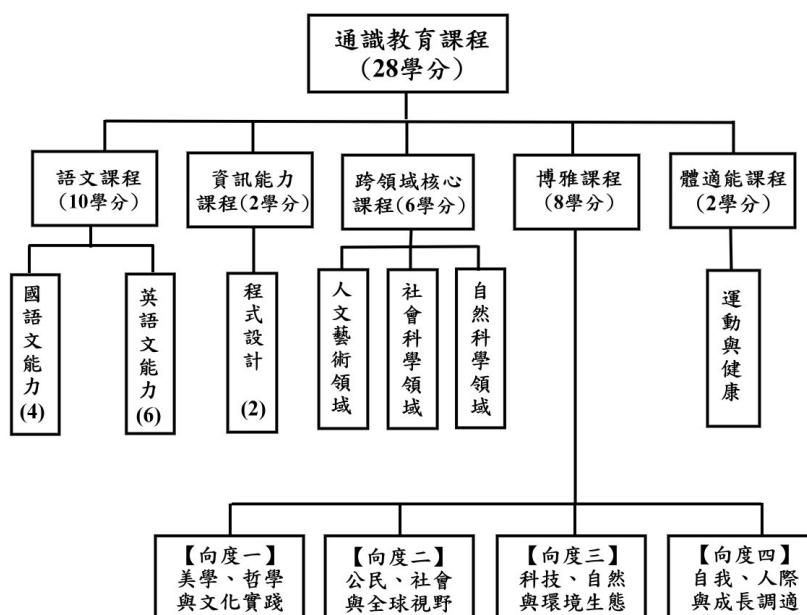 通識教育課程
(28學分)
語文課程
(10學分)
資訊能力
課程(2學分)
跨領域核心
課程(6學分)
博雅課程
(8學分)
體適能課程
(2學分)
國語文能力(4)
英語文能力(6)
程式設計(2)
人文藝術領域
社會科學領域
自然科學領域
運動與健康
【向度一】
美學、哲學
與文化實踐
【向度二】
公民、社會
與全球視野
【向度三】
科技、自然
與環境生態
【向度四】
自我、人際
與成長調適